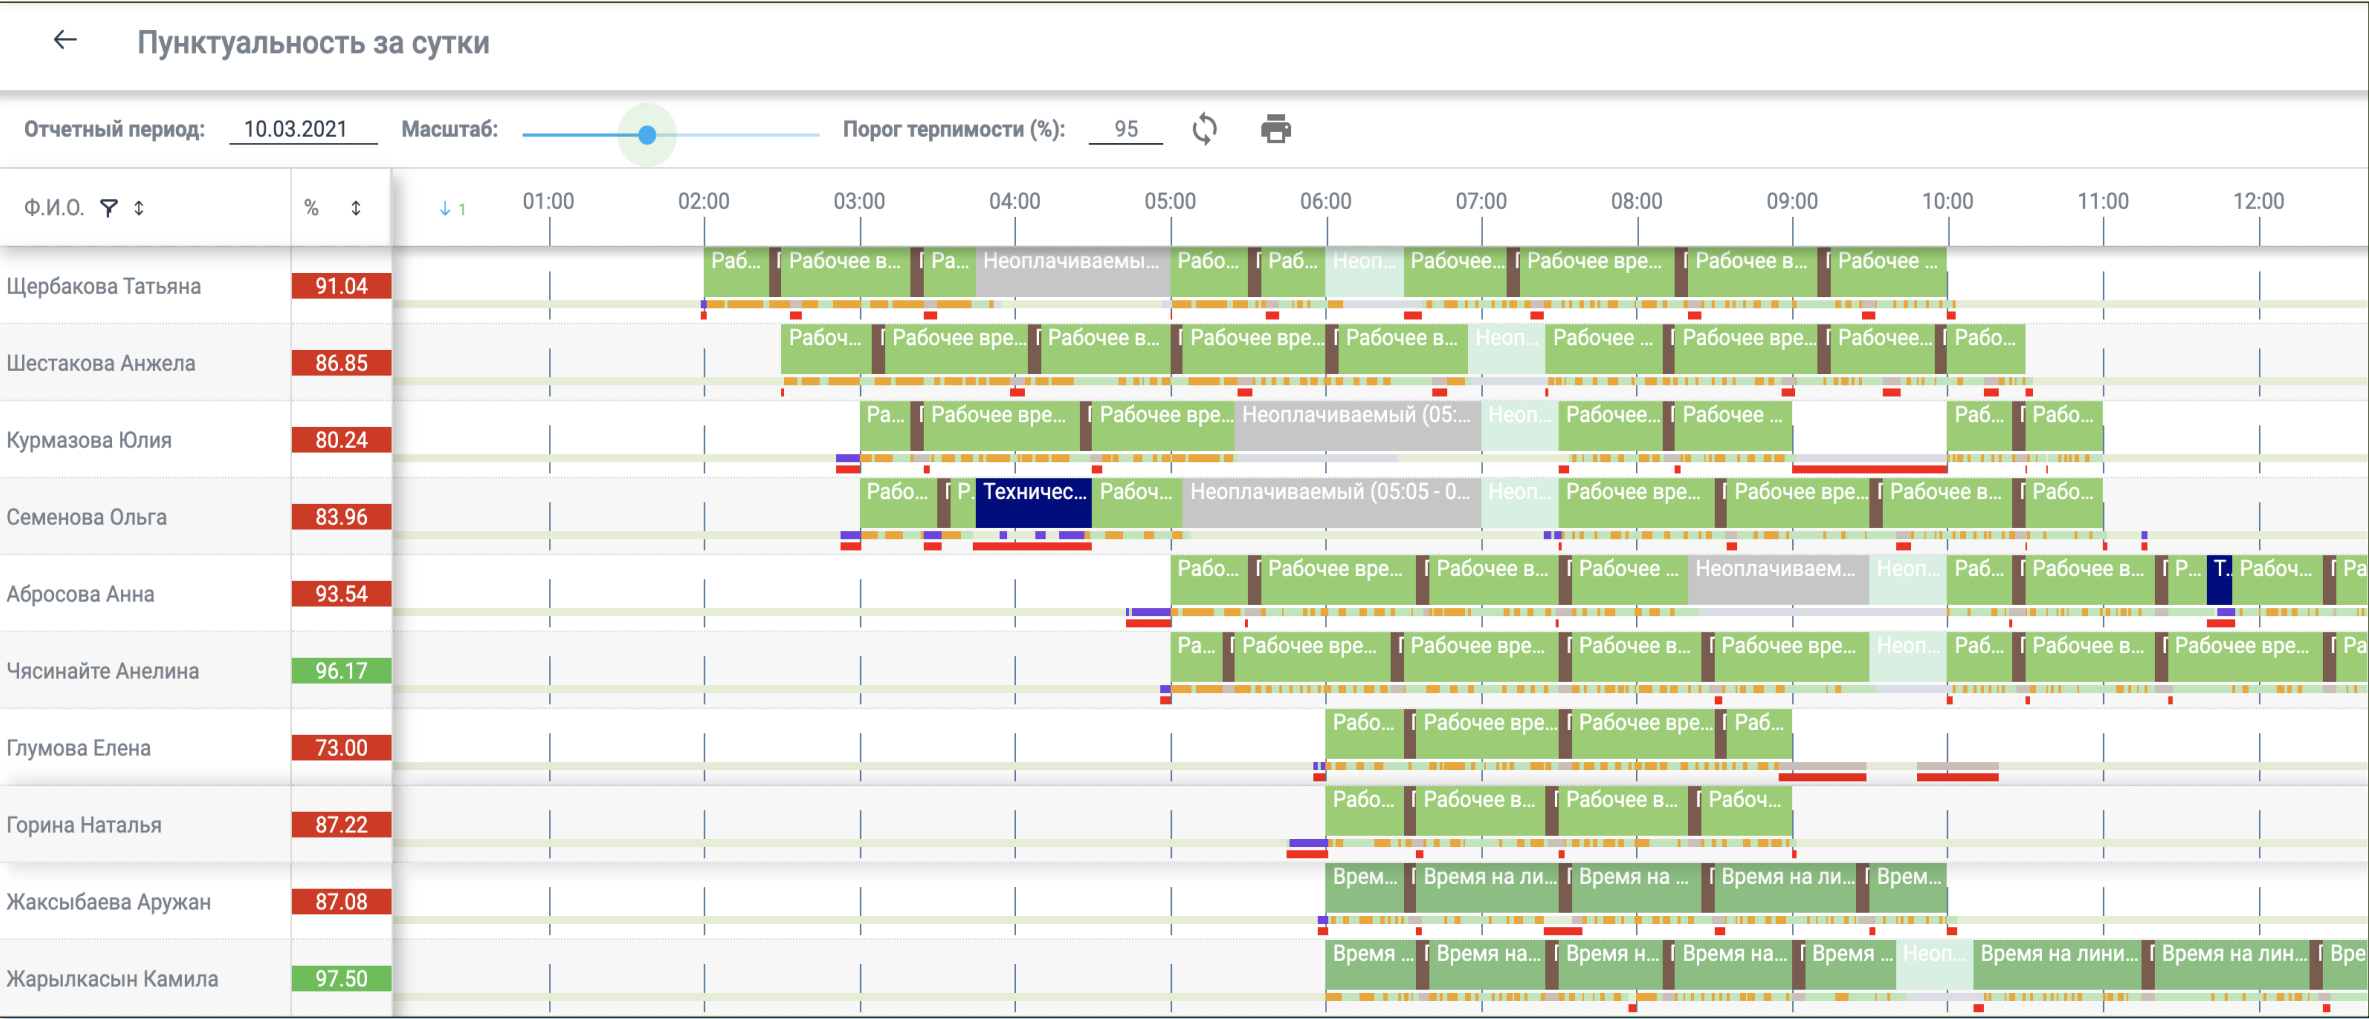 Пунктуальность за сутки
Отчетный период: 10.03.2021 Масштаб: Порог терпимости (%): 95
Ф.И.О. % 1 01:00 02:00 03:00 04:00 05:00 06:00 07:00 08:00 09:00 10:00 11:00 12:00
Щербакова Татьяна 91.04 Раб... Рабочее в... Ра... Неоплачиваемы... Рабо... Раб... Неоп... Рабочее... Рабочее вре... Рабочее в... Рабочее ...
Шестакова Анжела 86.85 Рабоч... Рабочее вре... Рабочее в... Рабочее вре... Рабочее в... Неоп... Рабочее ... Рабочее вре... Рабочее... Рабо...
Курмазова Юлия 80.24 Ра... Рабочее вре... Рабочее вре... Неоплачиваемый (05:... Неоп... Рабочее... Рабочее ... Раб... Рабо...
Семенова Ольга 83.96 Рабо... Р. Техничес... Рабоч... Неоплачиваемый (05:05 - 0... Неоп... Рабочее вре... Рабочее вре... Рабочее в... Рабо...
Абросова Анна 93.54 Рабо... Рабочее вре... Рабочее в... Рабочее ... Неоплачиваем... Неоп... Раб... Рабочее в... Р... Т. Рабоч... Ра
Чясинайте Анелина 96.17 Ра... Рабочее вре... Рабочее вре... Рабочее в... Рабочее вре... Неоп... Раб... Рабочее в... Рабочее вре... Ра
Глумова Елена 73.00 Рабо... Рабочее вре... Рабочее вре... Раб...
Горина Наталья 87.22 Рабо... Рабочее в... Рабочее в... Рабоч...
Жаксыбаева Аружан 87.08 Врем... Время на ли... Время на ... Время на ли... Врем...
Жарылкасын Камила 97.50 Время ... Время на... Время н... Время на... Время ... Неоп... Время на лини... Время на лин... Вре